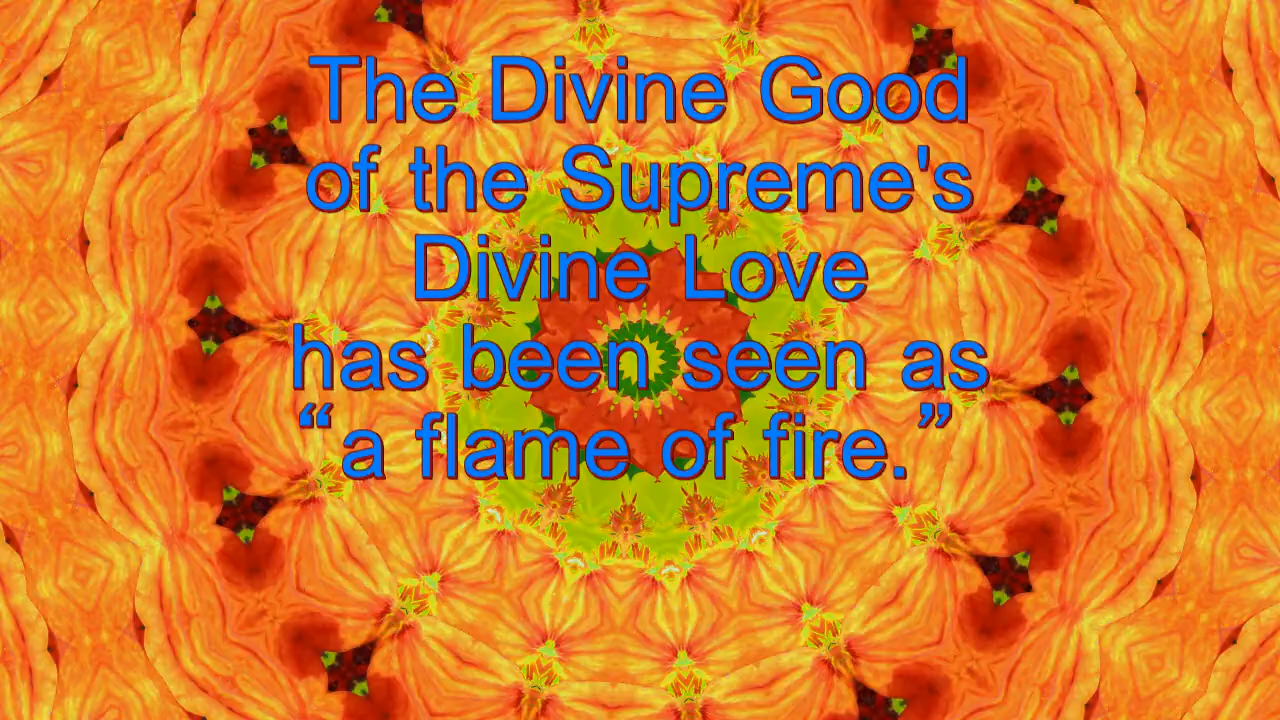 The Divine Good
of the Supreme's
Divine Love
has been seen as
“a flame of fire.”